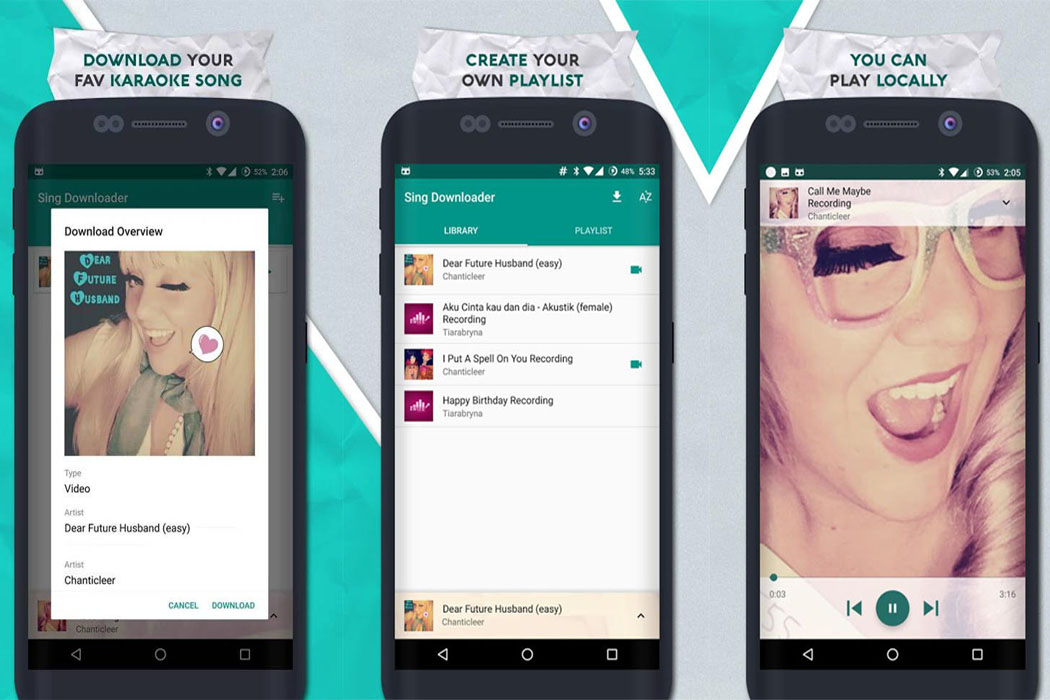 DOWNLOAD YOUR
FAV KARAOKE SONG
52% 2:06
Sing Downloader
Download Overview
DEAR
FUTURE
HUSBAND
Type
Video
Artist
Dear Future Husband (easy)
Artist
Chanticleer
CANCEL DOWNLOAD
Chanticleer
CREATE YOUR
OWN PLAYLIST
# 48% 5:33
Sing Downloader
LIBRARY PLAYLIST
Dear Future Husband (easy)
Chanticleer
Aku Cinta kau dan dia - Akustik (female)
Recording
Tiarabryna
I Put A Spell On You Recording
Chanticleer
Happy Birthday Recording
Tiarabryna
Dear Future Husband (easy)
Chanticleer
YOU CAN
PLAY LOCALLY
53% 2:05
Call Me Maybe
Recording
Chanticleer
0:03 3:16